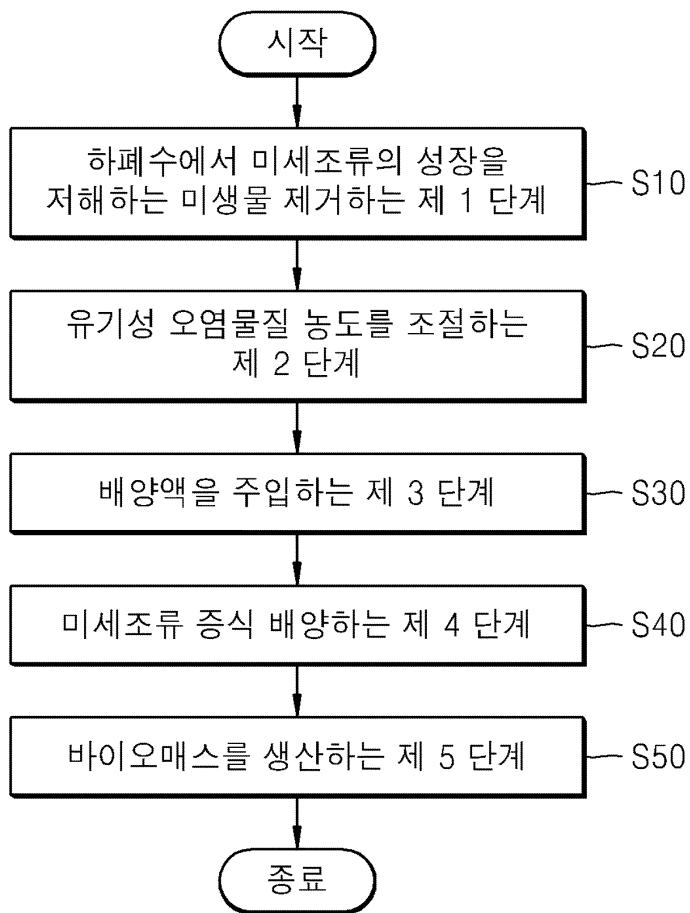 시작
하폐수에서 미세조류의 성장을
저해하는 미생물 제거하는 제 1 단계
S10
유기성 오염물질 농도를 조절하는
제 2 단계
S20
배양액을 주입하는 제 3 단계
S30
미세조류 증식 배양하는 제 4 단계
S40
바이오매스를 생산하는 제 5 단계
S50
종료